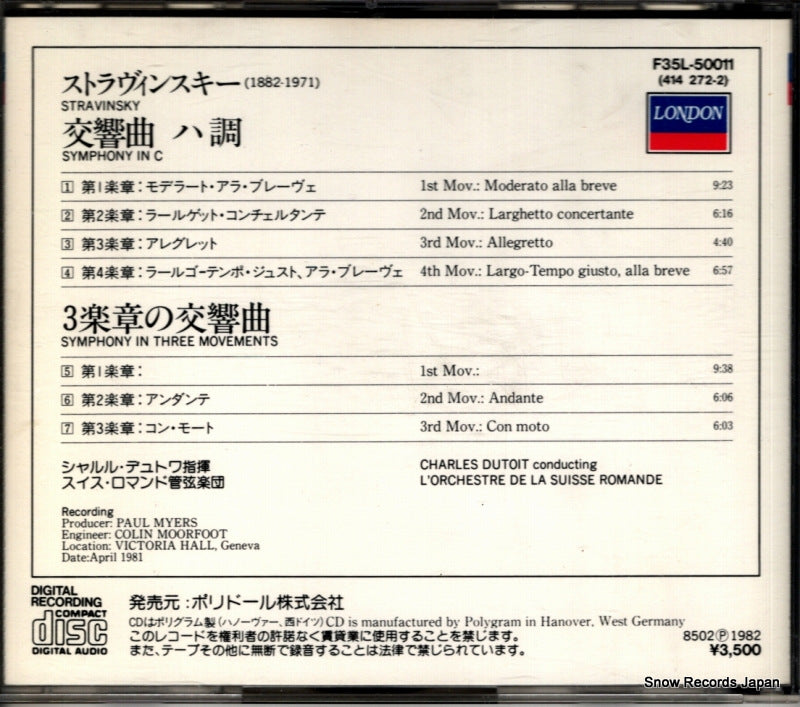 ストラヴィンスキー(1882-1971)
STRAVINSKY
交響曲 ハ調
SYMPHONY IN C
F35L-50011
(414 272-2)
LONDON
1 第1楽章：モデラート・アラ・ブレーヴェ 1st Mov.: Moderato alla breve 9:23
2 第2楽章：ラールゲット・コンチェルタンテ 2nd Mov.: Larghetto concertante 6:16
3 第3楽章：アレグレット 3rd Mov.: Allegretto 4:40
4 第4楽章：ラールゴ-テンポ・ジュスト、アラ・ブレーヴェ 4th Mov.: Largo-Tempo giusto, alla breve 6:57
3楽章の交響曲
SYMPHONY IN THREE MOVEMENTS
5 第1楽章： 1st Mov.: 9:38
6 第2楽章：アンダンテ 2nd Mov.: Andante 6:06
7 第3楽章：コン・モート 3rd Mov.: Con moto 6:03
シャルル・デュトワ指揮 CHARLES DUTOIT conducting
スイス・ロマンド管弦楽団 L'ORCHESTRE DE LA SUISSE ROMANDE
Recording
Producer: PAUL MYERS
Engineer: COLIN MOORFOOT
Location: VICTORIA HALL, Geneva
Date:April 1981
DIGITAL
RECORDING
COMPACT
disc
DIGITAL AUDIO
発売元：ポリドール株式会社
CDはポリグラム製(ハノーヴァー、西ドイツ) CD is manufactured by Polygram in Hanover, West Germany
このレコードを権利者の許諾なく賃貸業に使用することを禁じます。 8502Ⓟ1982
また、テープその他に無断で録音することは法律で禁じられています。 ¥3,500
Snow Records Japan